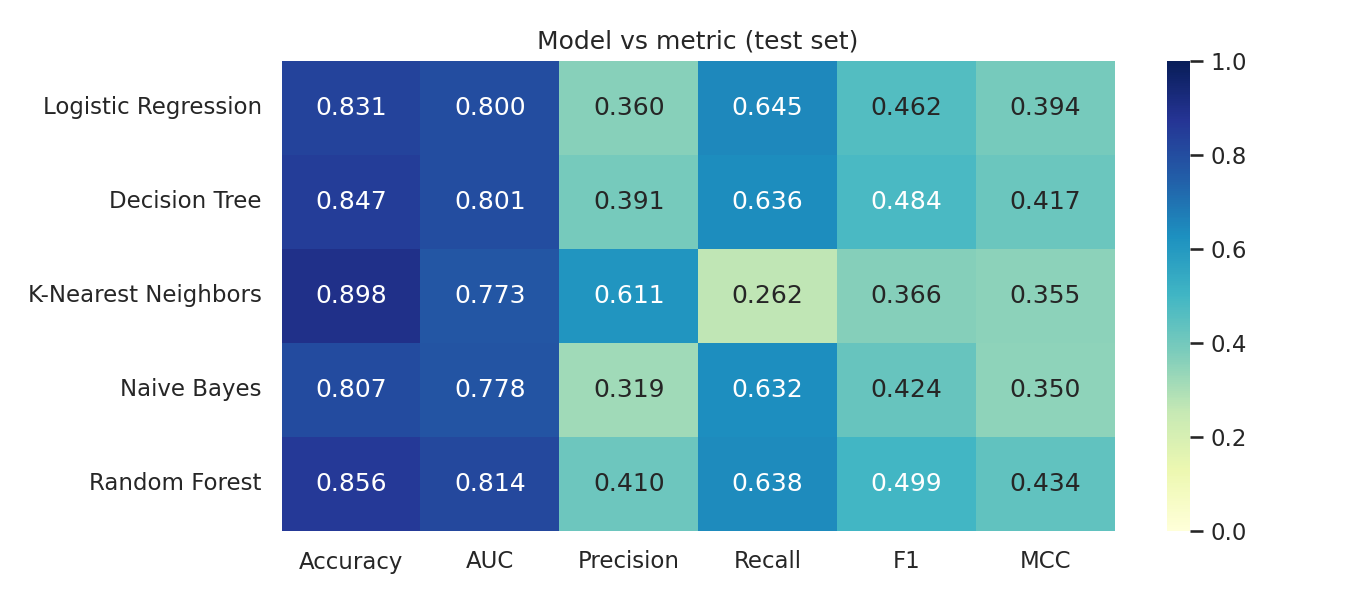 Model vs metric (test set)
Logistic Regression 0.831 0.800 0.360 0.645 0.462 0.394
Decision Tree 0.847 0.801 0.391 0.636 0.484 0.417
K-Nearest Neighbors 0.898 0.773 0.611 0.262 0.366 0.355
Naive Bayes 0.807 0.778 0.319 0.632 0.424 0.350
Random Forest 0.856 0.814 0.410 0.638 0.499 0.434
Accuracy AUC Precision Recall F1 MCC
1.0
0.8
0.6
0.4
0.2
0.0